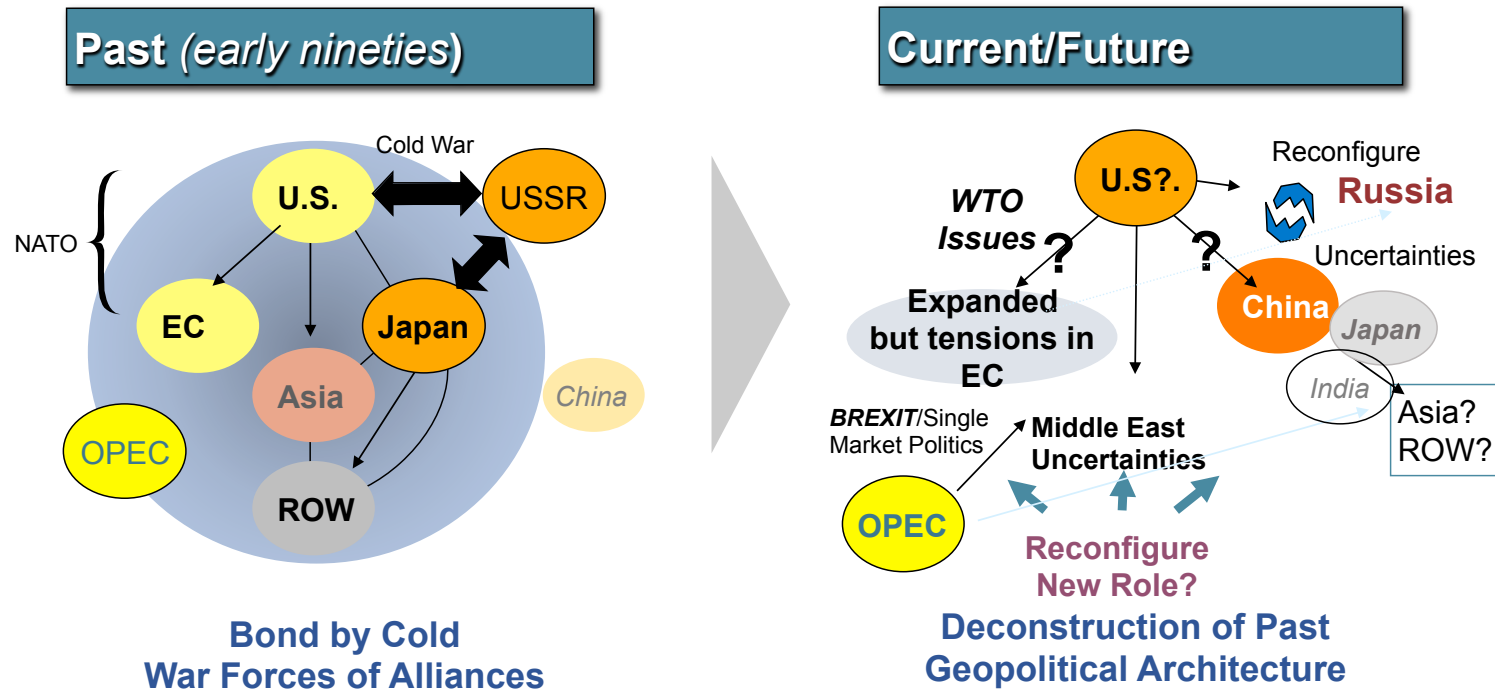 Past (early nineties)
Cold War
U.S.
USSR
NATO
EC
Japan
Asia
China
OPEC
ROW
Bond by Cold
War Forces of Alliances
Current/Future
U.S?.
Reconfigure
Russia
WTO
Issues
?
?
Uncertainties
Expanded
but tensions in
EC
China
Japan
India
Asia?
ROW?
BREXIT/Single
Market Politics
Middle East
Uncertainties
OPEC
Reconfigure
New Role?
Deconstruction of Past
Geopolitical Architecture